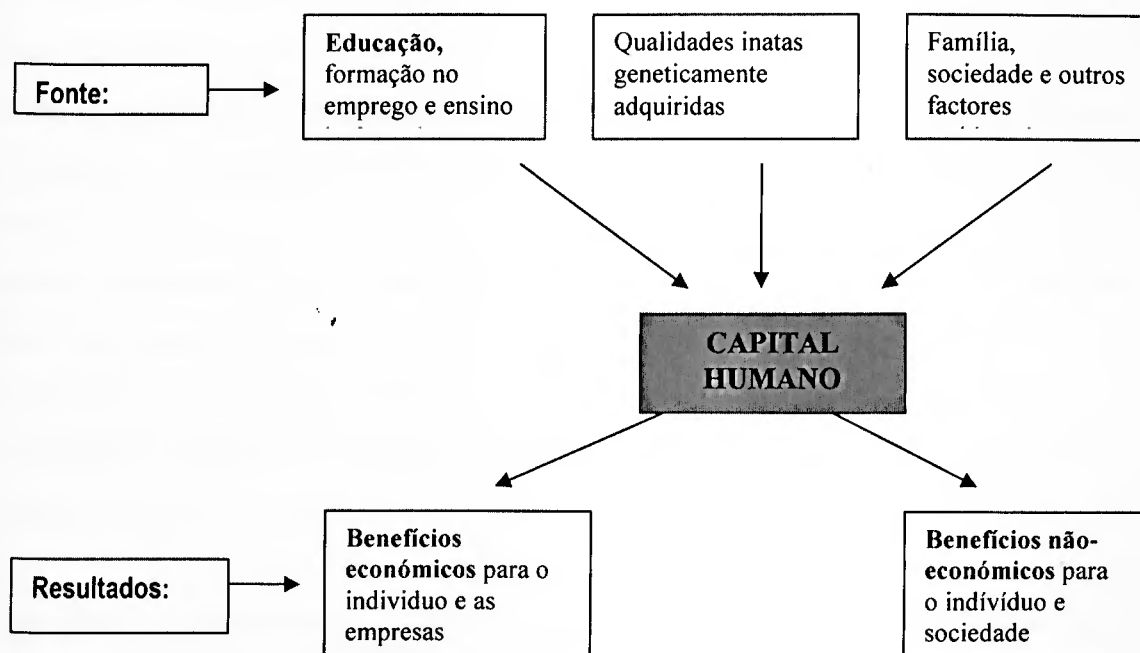 Fonte:
Educação,
formação no
emprego e ensino
Qualidades inatas
geneticamente
adquiridas
Família,
sociedade e outros
factores
CAPITAL
HUMANO
Resultados:
Benefícios
económicos para o
individuo e as
empresas
Benefícios não-
económicos para
o indívíduo e
sociedade